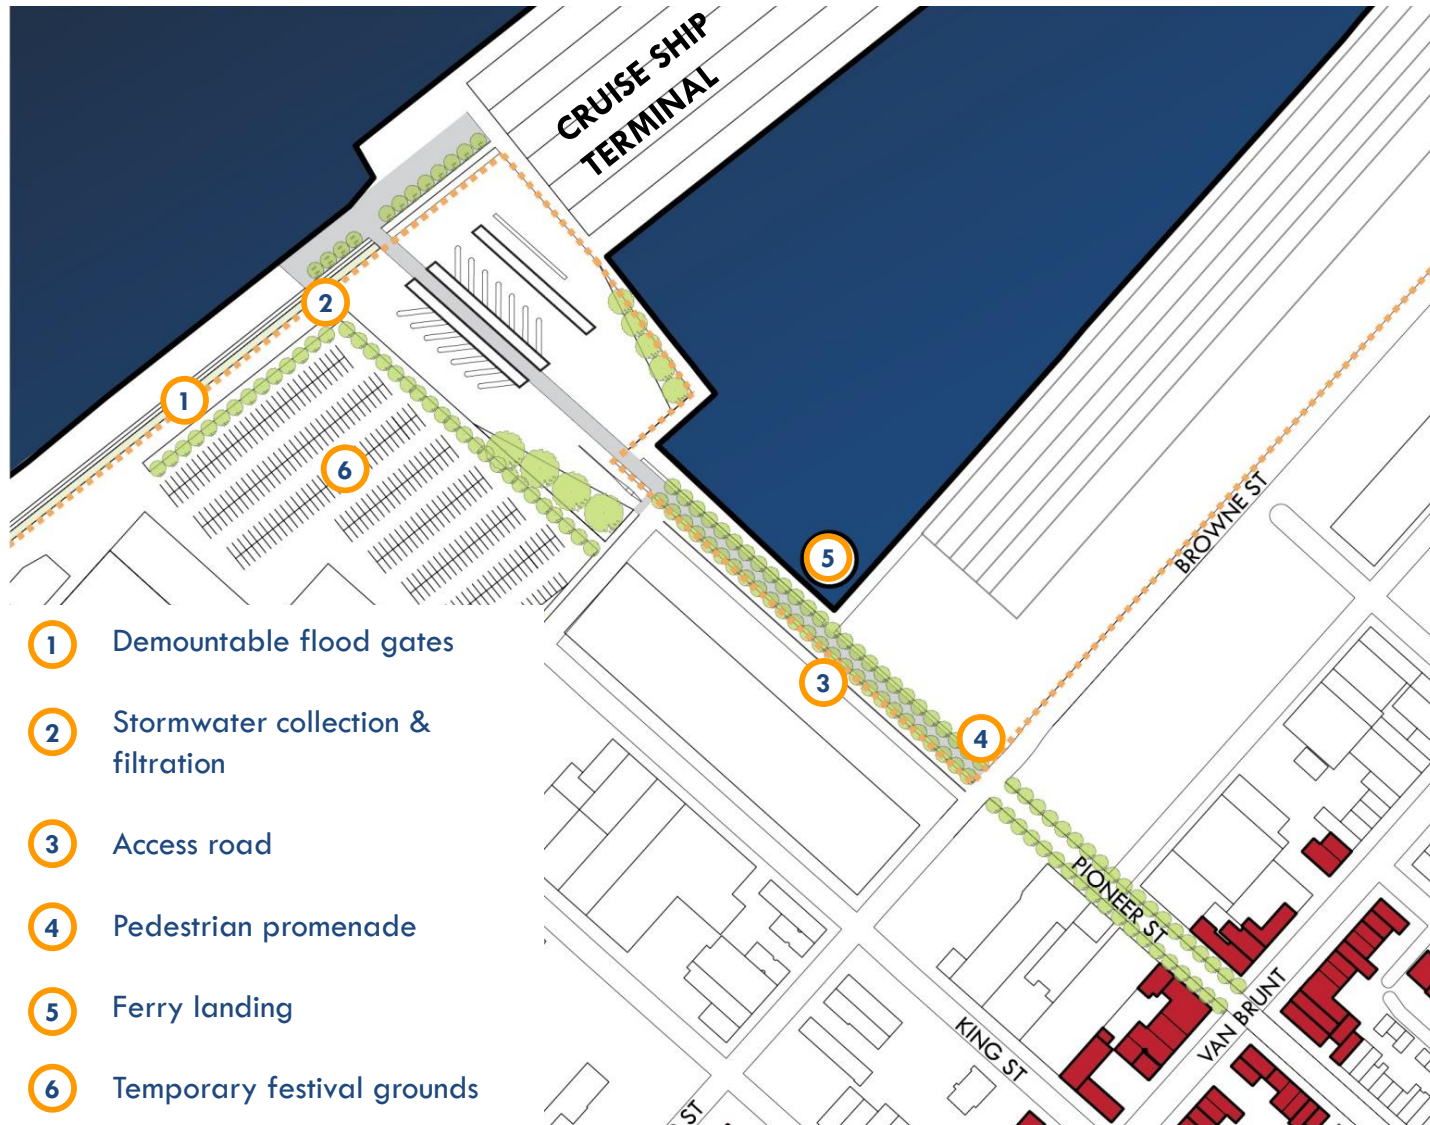 CRUISE SHIP
TERMINAL
2
1
6
5
BROWNE ST
3
4
PIONEER ST
VAN BRUNT
KING ST
ST
1 Demountable flood gates
2 Stormwater collection &
filtration
3 Access road
4 Pedestrian promenade
5 Ferry landing
6 Temporary festival grounds